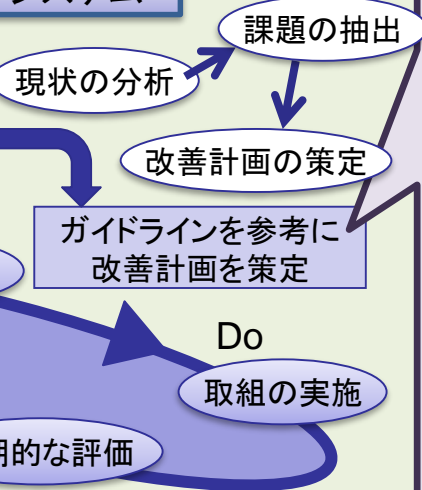 課題の抽出
現状の分析
改善計画の策定
ガイドラインを参考に
改善計画を策定
Do
取組の実施
的な評価